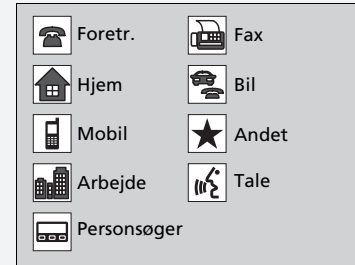 Foretr.
Fax
Hjem
Bil
Mobil
Andet
Arbejde
Tale
Personsøger